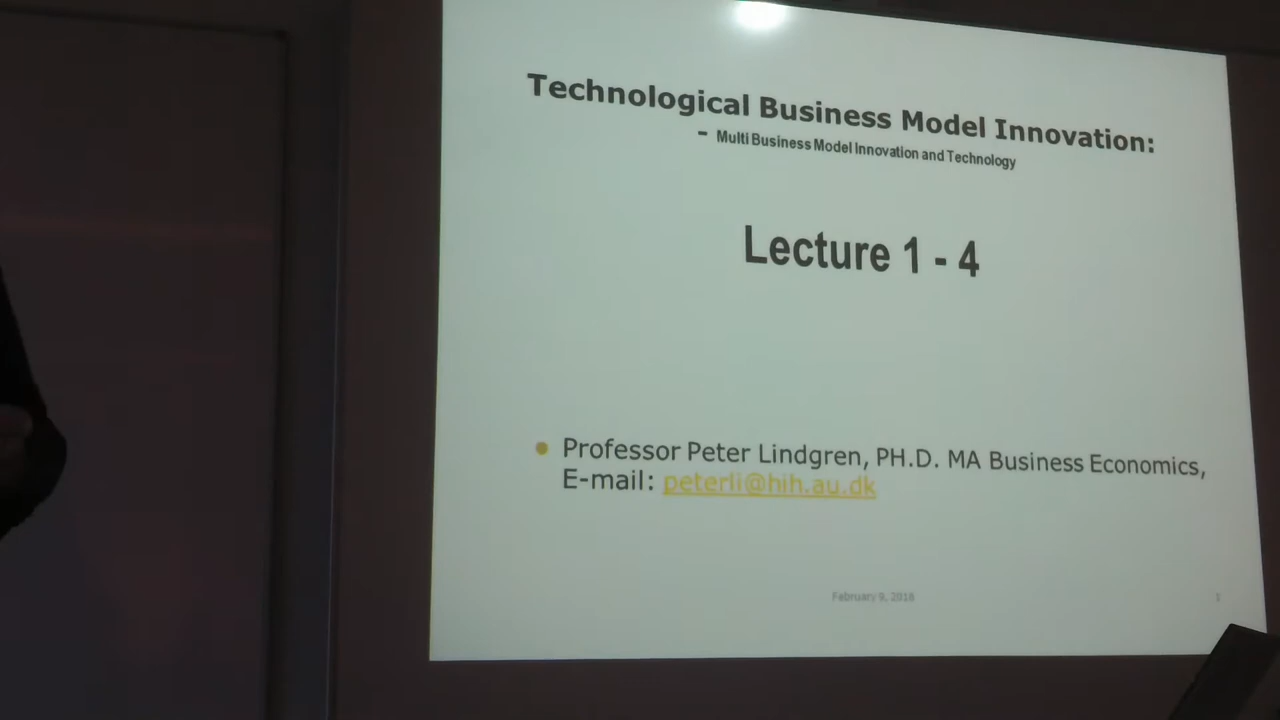 Technological Business Model Innovation:
- Multi Business Model Innovation and Technology
Lecture 1 - 4
• Professor Peter Lindgren, PH.D. MA Business Economics,
E-mail: peterli@hih.au.dk
February 9, 2018
1